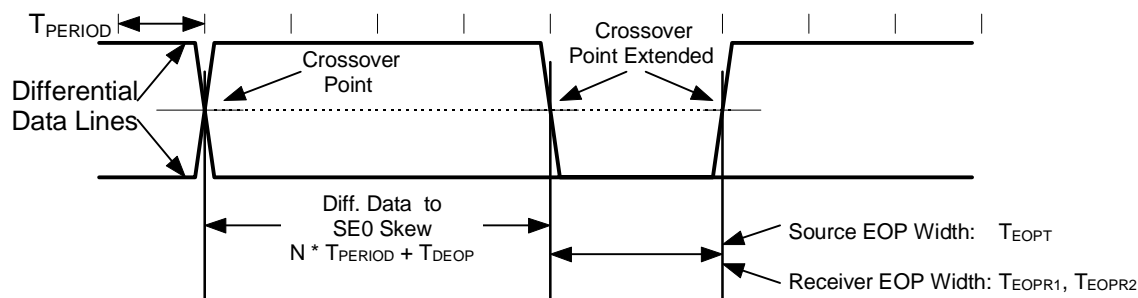 TPERIOD
Differential
Data Lines
Crossover
Point
Crossover
Point Extended
Diff. Data to
SE0 Skew
N * TPERIOD + TDEOP
Source EOP Width: TEOPT
Receiver EOP Width: TEOPR1, TEOPR2